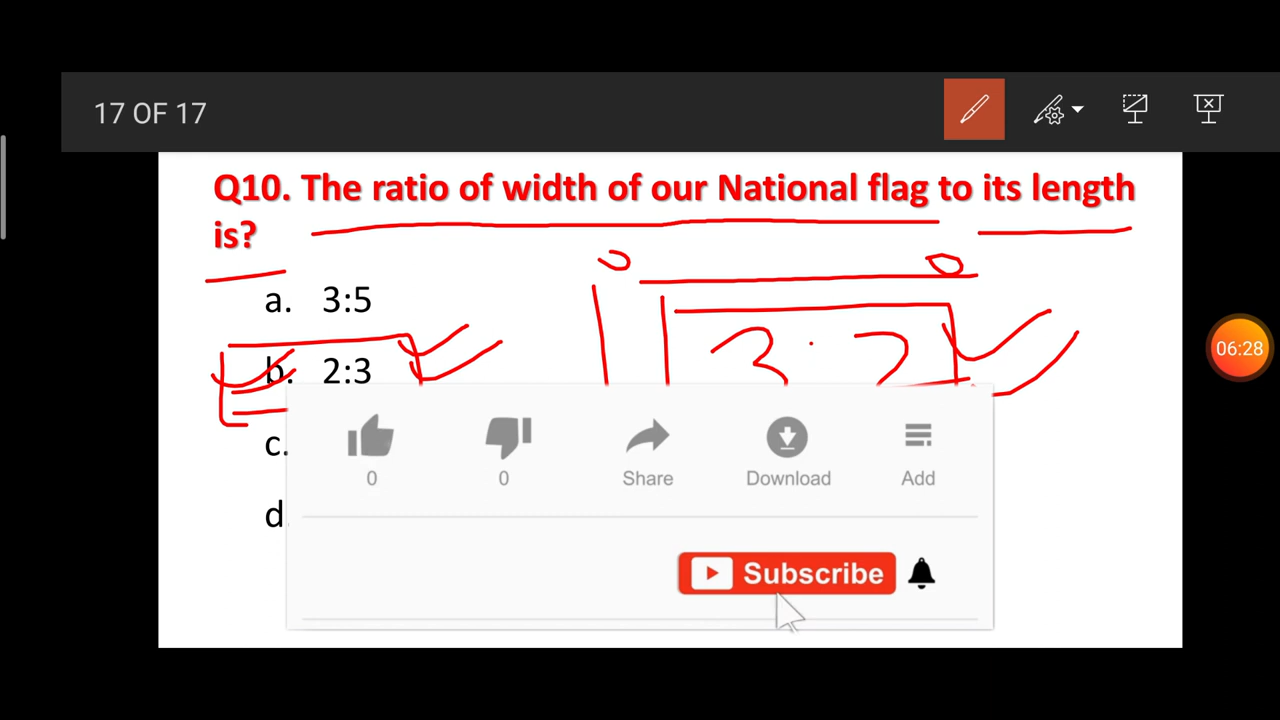 17 OF 17
Q10. The ratio of width of our National flag to its length
is?
a. 3:5
b. 2:3
3:2
c.
d.
06:28
0 0 Share Download Add
Subscribe